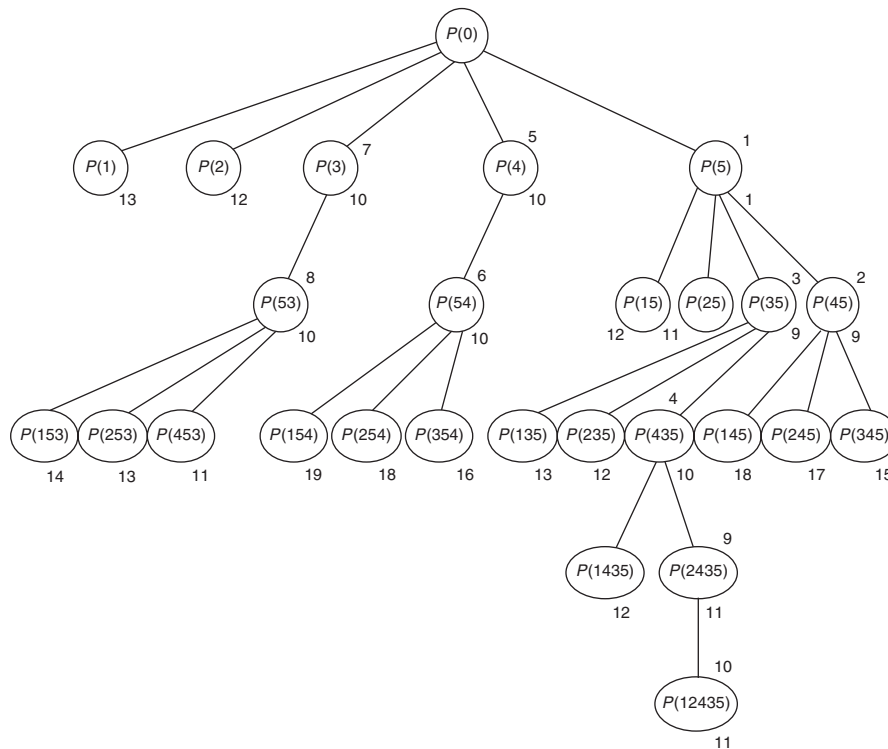 P(0)
7 5 1
P(1) P(2) P(3) P(4) P(5)
13 12 10 10 1
8 6 3 2
P(53) P(54) P(15) P(25) P(35) P(45)
10 10 12 11 9 9
4
P(153) P(253) P(453) P(154) P(254) P(354) P(135) P(235) P(435) P(145) P(245) P(345)
14 13 11 19 18 16 13 12 10 18 17 15
9
P(1435) P(2435)
12 11
10
P(12435)
11